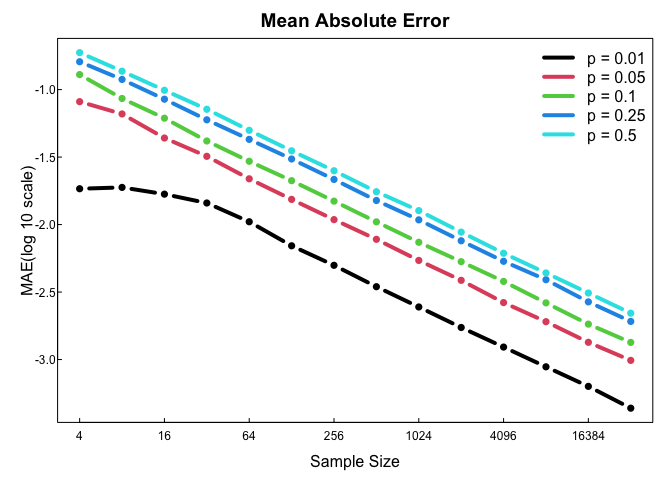 Mean Absolute Error
p = 0.01
p = 0.05
p = 0.1
p = 0.25
p = 0.5
MAE(log 10 scale)
-1.0
-1.5
-2.0
-2.5
-3.0
4 16 64 256 1024 4096 16384
Sample Size